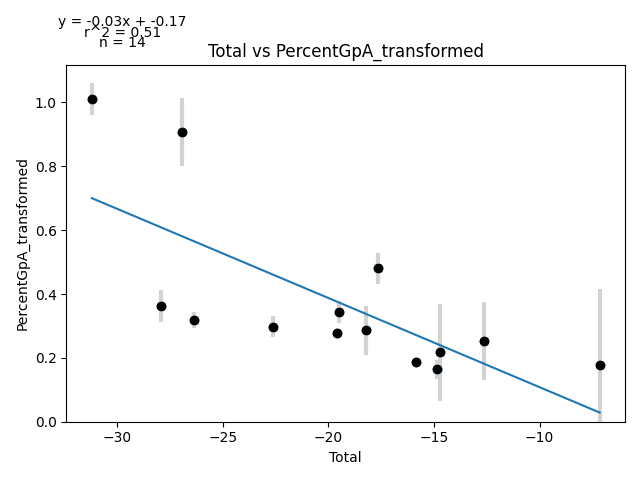 y = -0.03x + -0.17
r^2 = 0.51
n = 14
Total vs PercentGpA_transformed
PercentGpA_transformed
1.0
0.8
0.6
0.4
0.2
0.0
−30
−25
−20
−15
−10
Total